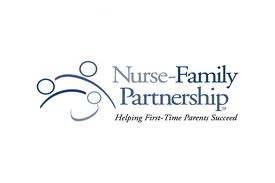 Nurse-Family
Partnership
Helping First-Time Parents Succeed